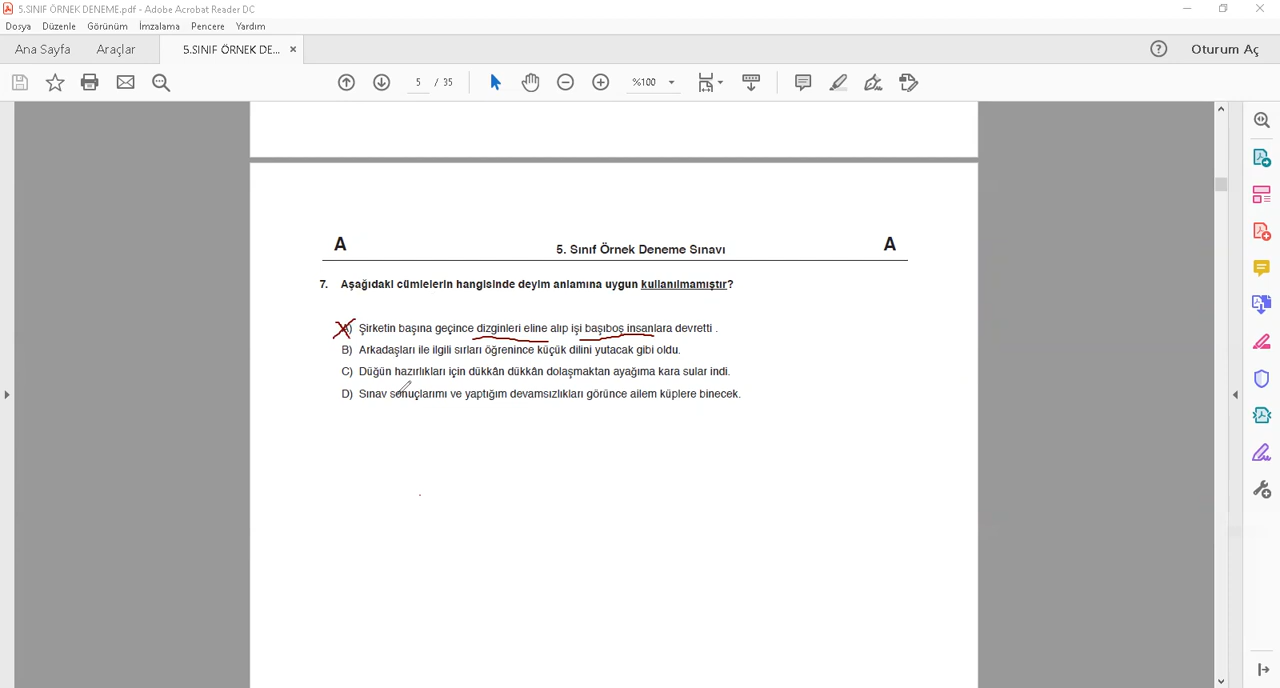 5.SINIF ÖRNEK DENEME.pdf - Adobe Acrobat Reader DC
Dosya Düzenle Görünüm İmzalama Pencere Yardım
Ana Sayfa Araçlar 5.SINIF ÖRNEK DE... × Oturum Aç
5 / 35 %100
A 5. Sınıf Örnek Deneme Sınavı A
7. Aşağıdaki cümlelerin hangisinde deyim anlamına uygun kullanılmamıştır?
A) Şirketin başına geçince dizginleri eline alıp işi başıboş insanlara devretti .
B) Arkadaşları ile ilgili sırları öğrenince küçük dilini yutacak gibi oldu.
C) Düğün hazırlıkları için dükkân dükkân dolaşmaktan ayağıma kara sular indi.
D) Sınav sonuçlarımı ve yaptığım devamsızlıkları görünce ailem küplere binecek.